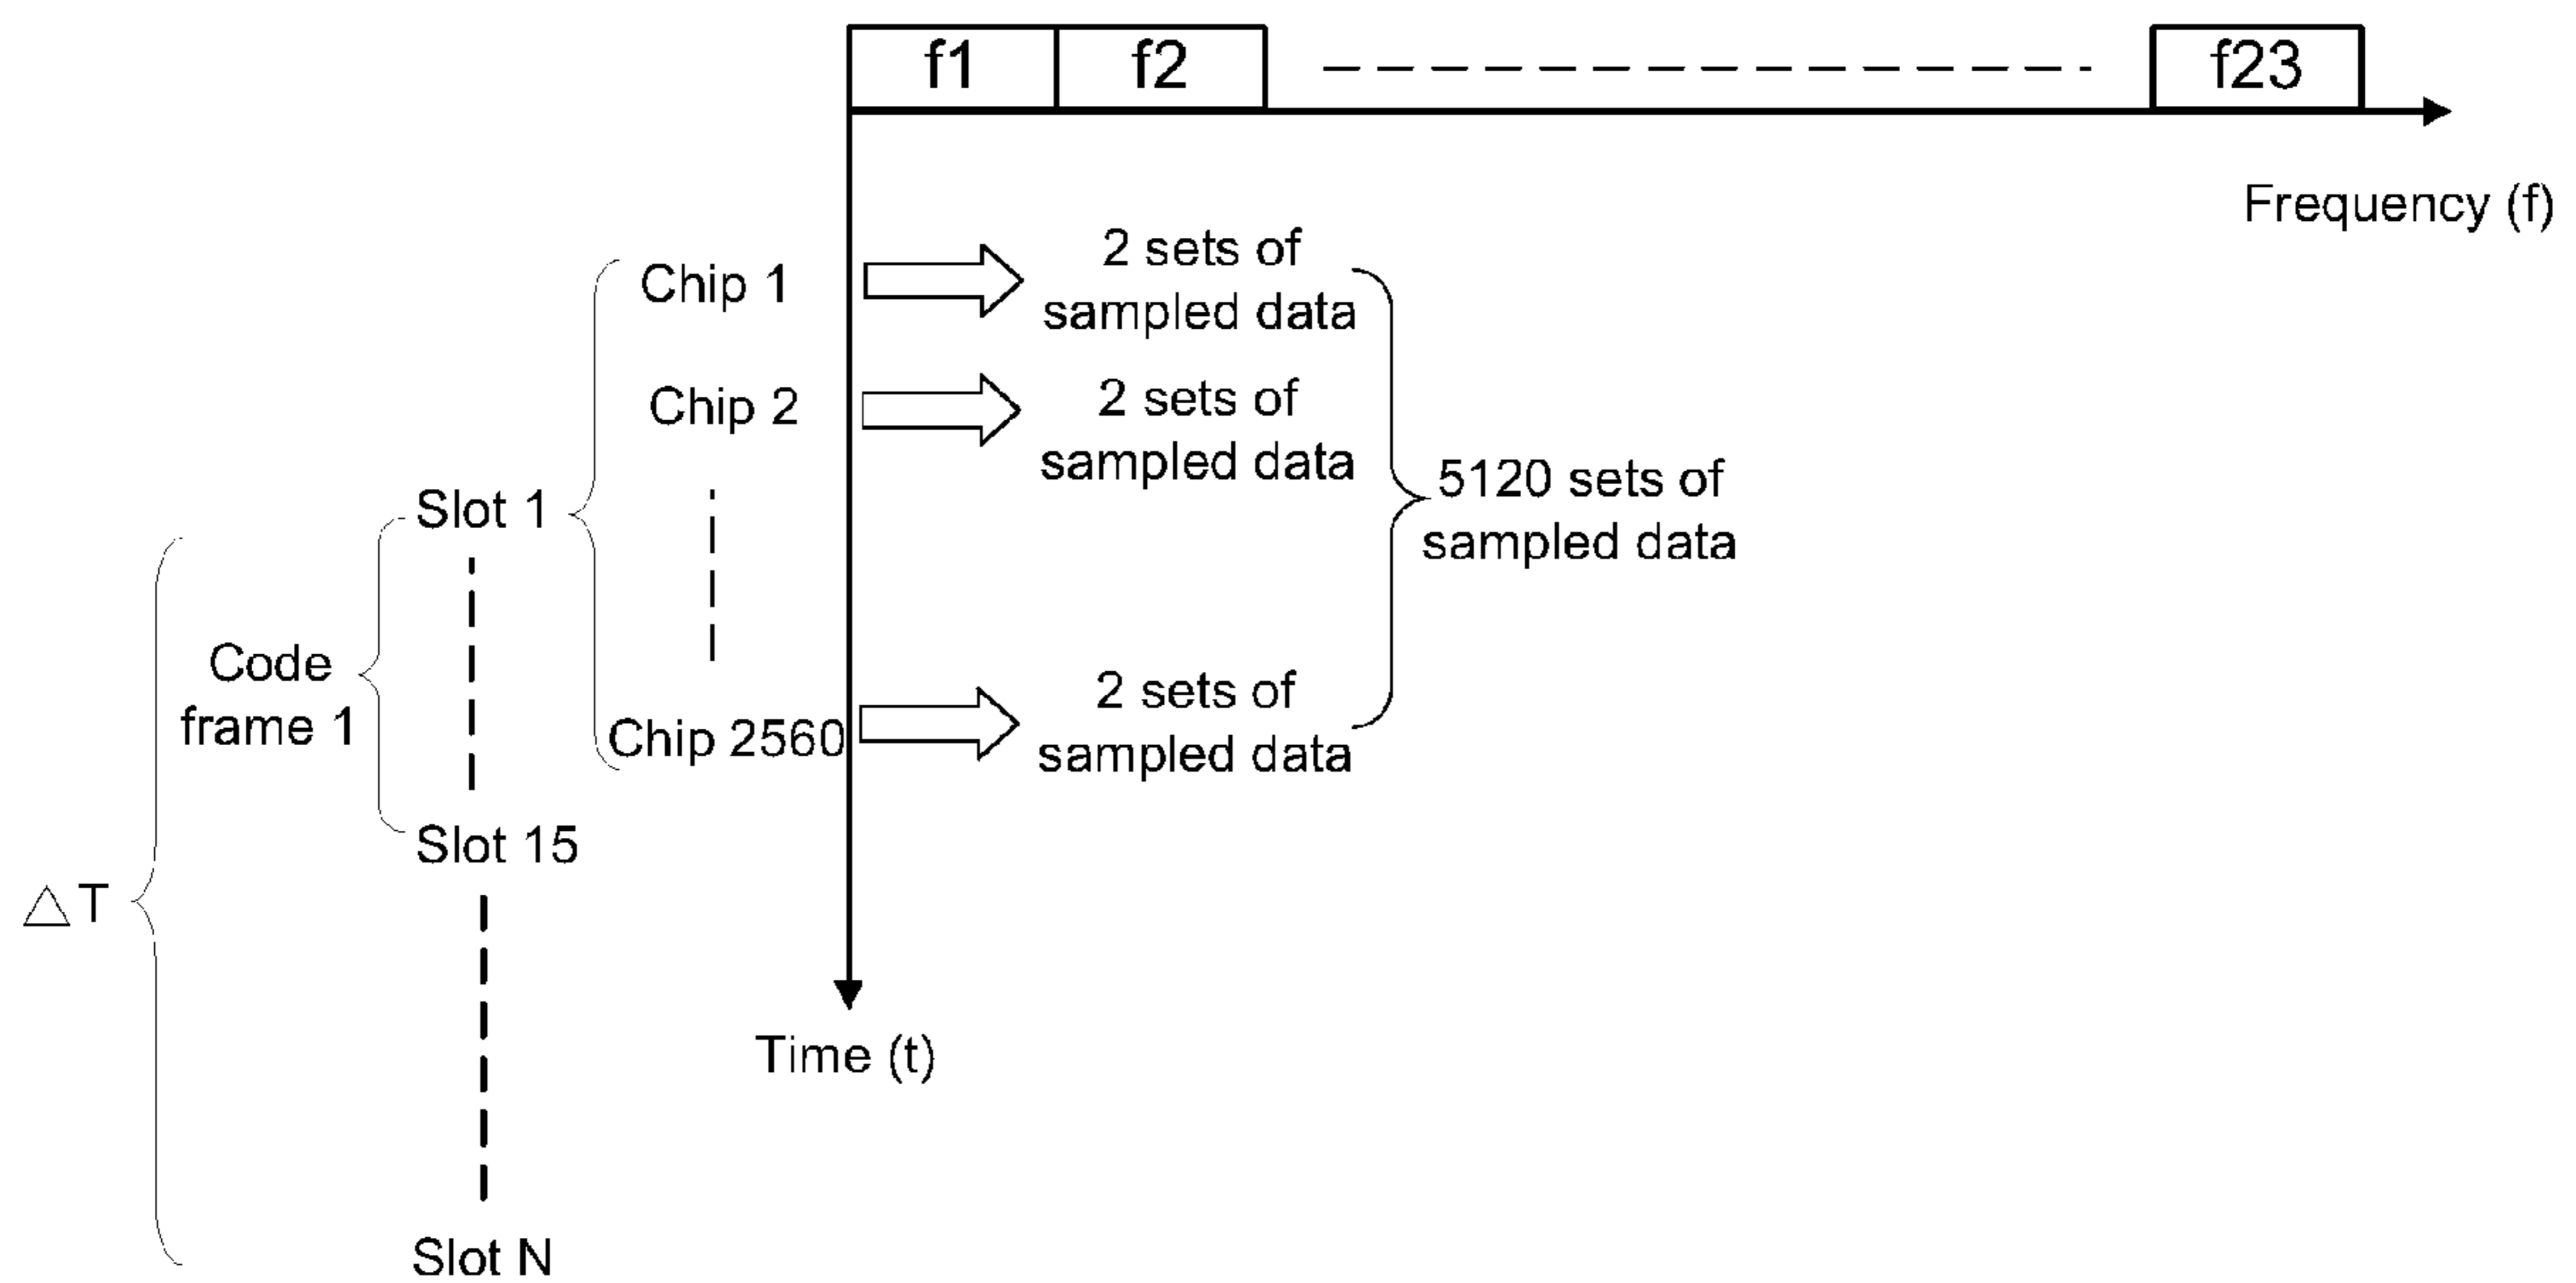 f1
f2
f23
Frequency (f)
Chip 1
2 sets of
sampled data
Chip 2
2 sets of
sampled data
5120 sets of
sampled data
Slot 1
Code
frame 1
Chip 2560
2 sets of
sampled data
Slot 15
△T
Time (t)
Slot N